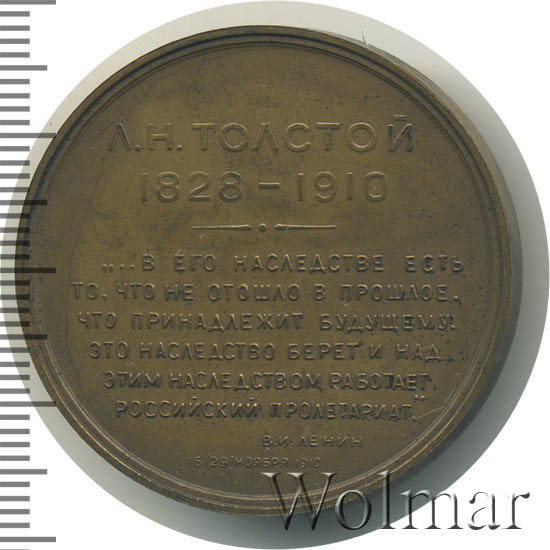 Л.Н. ТОЛСТОЙ
1828 – 1910
„... В ЕГО НАСЛЕДСТВЕ ЕСТЬ
ТО, ЧТО НЕ ОТОШЛО В ПРОШЛОЕ,
ЧТО ПРИНАДЛЕЖИТ БУДУЩЕМУ.
ЭТО НАСЛЕДСТВО БЕРЕТ И НАД
ЭТИМ НАСЛЕДСТВОМ РАБОТАЕТ
РОССИЙСКИЙ ПРОЛЕТАРИАТ."
В.И. ЛЕНИН
16 (29) НОЯБРЯ 1910
Wolmar